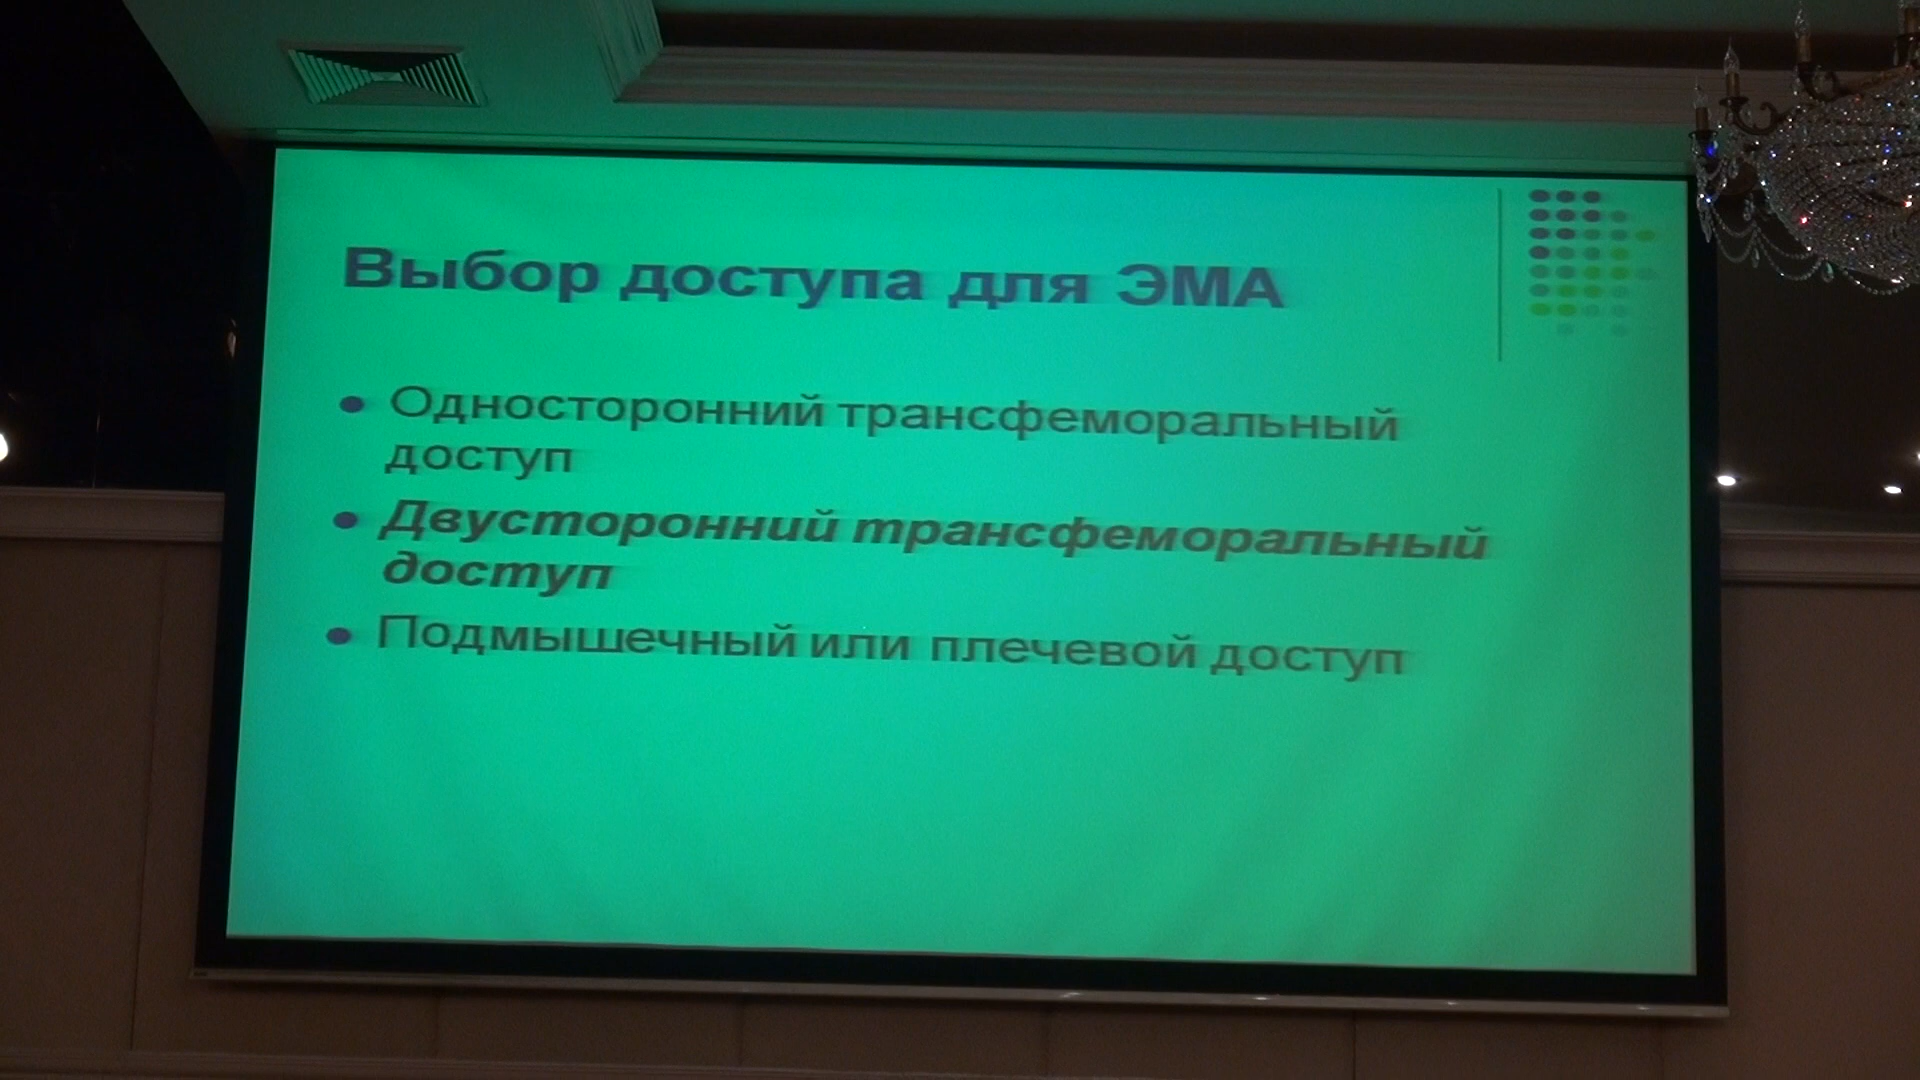 Выбор доступа для ЭМА
Односторонний трансфеморальный
доступ
Двусторонний трансфеморальный
доступ
Подмышечный или плечевой доступ